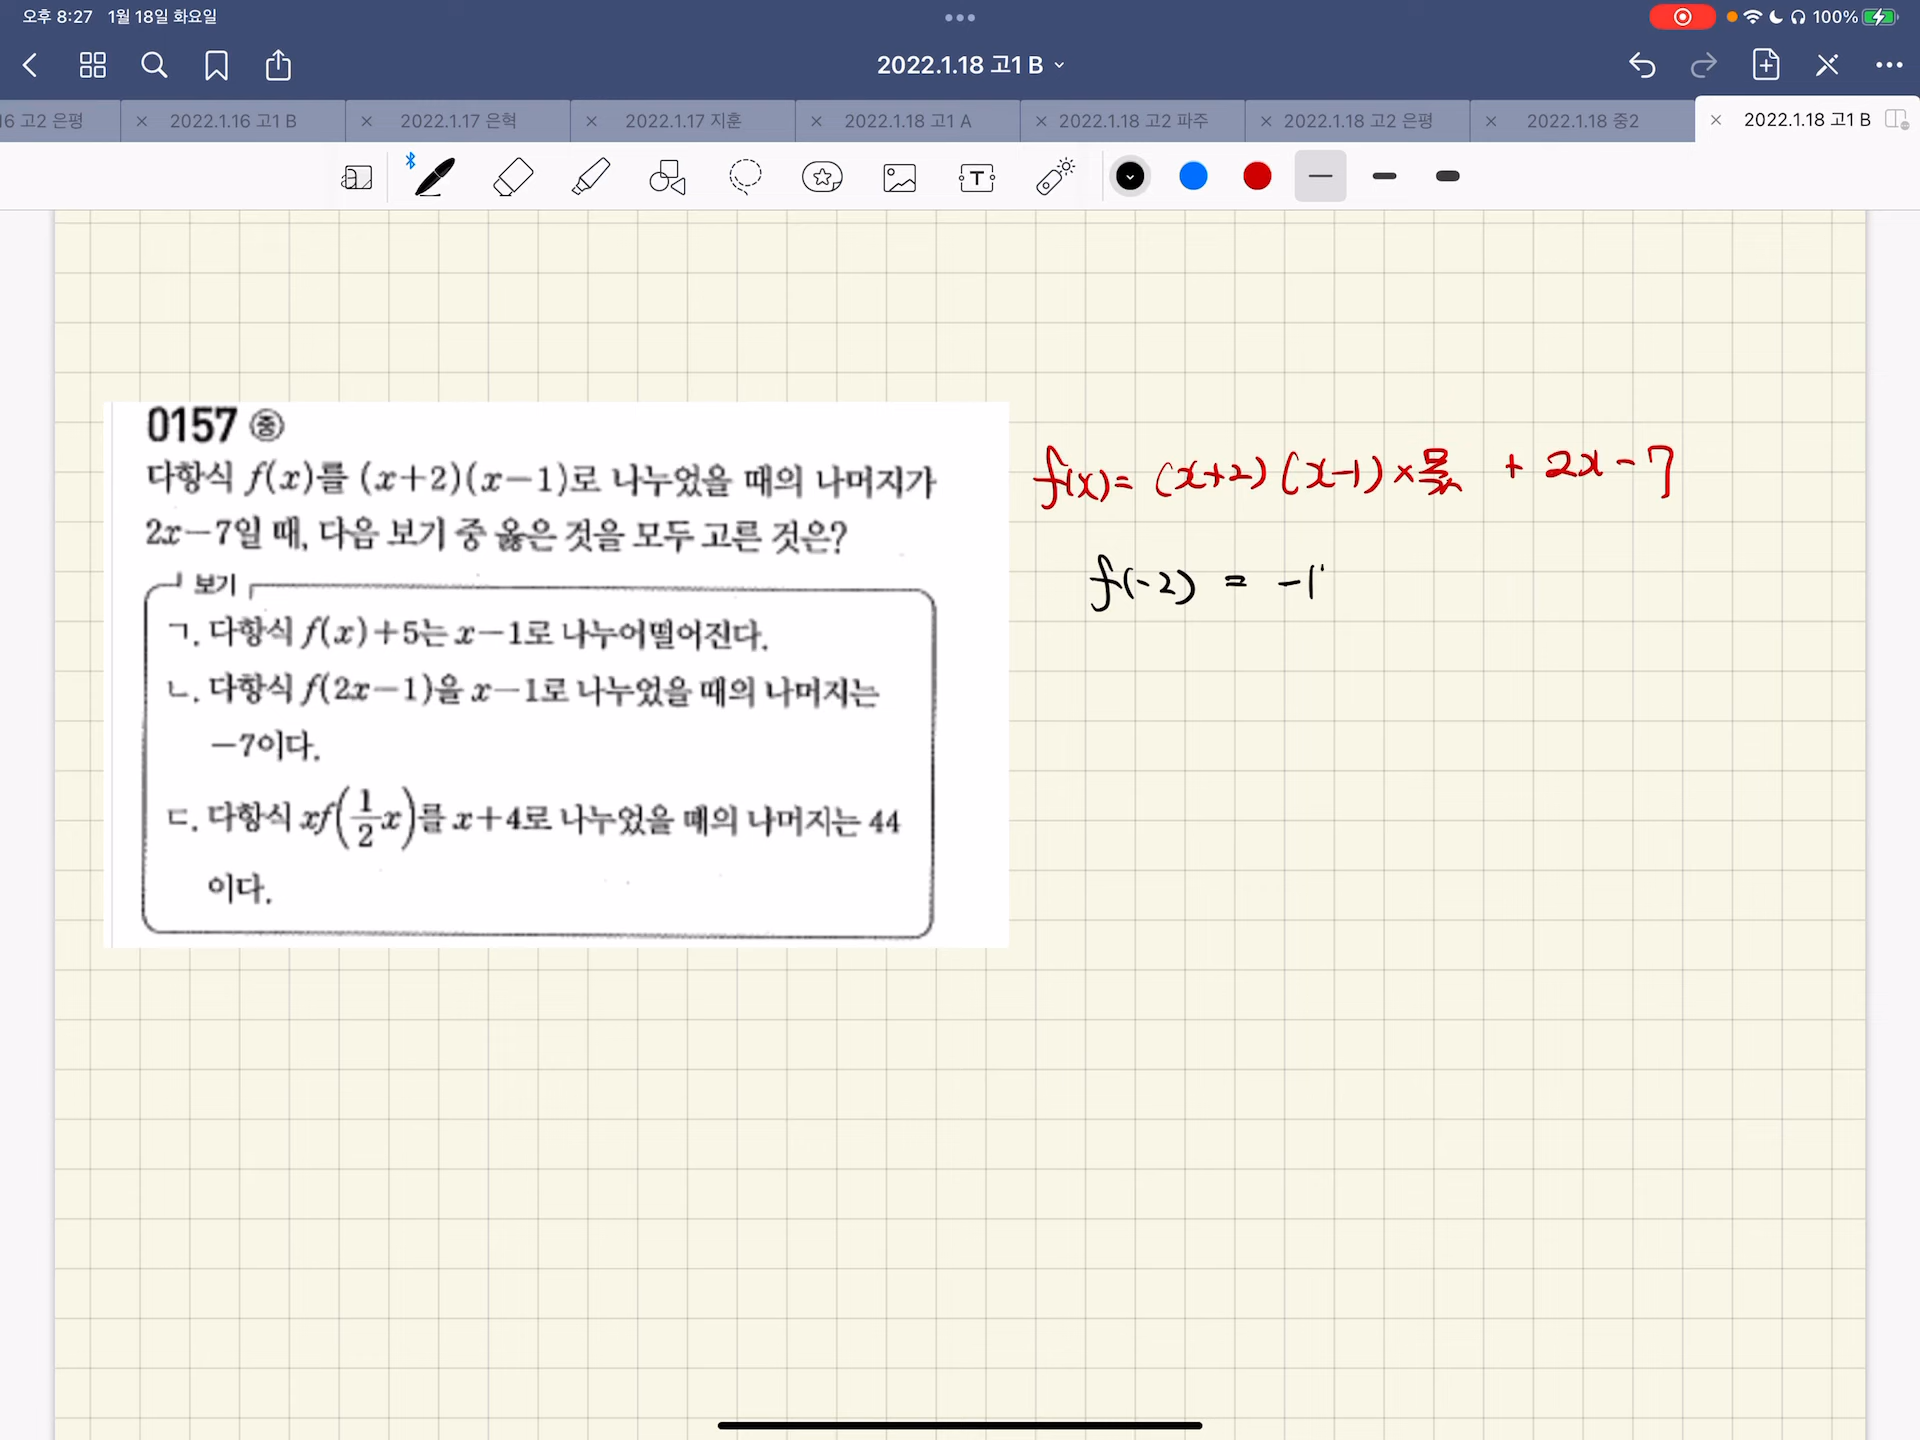 오후 8:27 1월 18일 화요일
100%
2022.1.18 고1 B
16 고2 은평
2022.1.16 고1 B
2022.1.17 은혁
2022.1.17 지훈
2022.1.18 고1 A
2022.1.18 고2 파주
2022.1.18 고2 은평
2022.1.18 중2
2022.1.18 고1 B
0157 중
다항식 f(x)를 (x+2)(x−1)로 나누었을 때의 나머지가
2x−7일 때, 다음 보기 중 옳은 것을 모두 고른 것은?
보기
ㄱ. 다항식 f(x)+5는 x−1로 나누어떨어진다.
ㄴ. 다항식 f(2x−1)을 x−1로 나누었을 때의 나머지는
−7이다.
ㄷ. 다항식 xf(1/2 x)를 x+4로 나누었을 때의 나머지는 44
이다.
f(x)= (x+2)(x−1)×몫 + 2x−7
f(−2) = −1